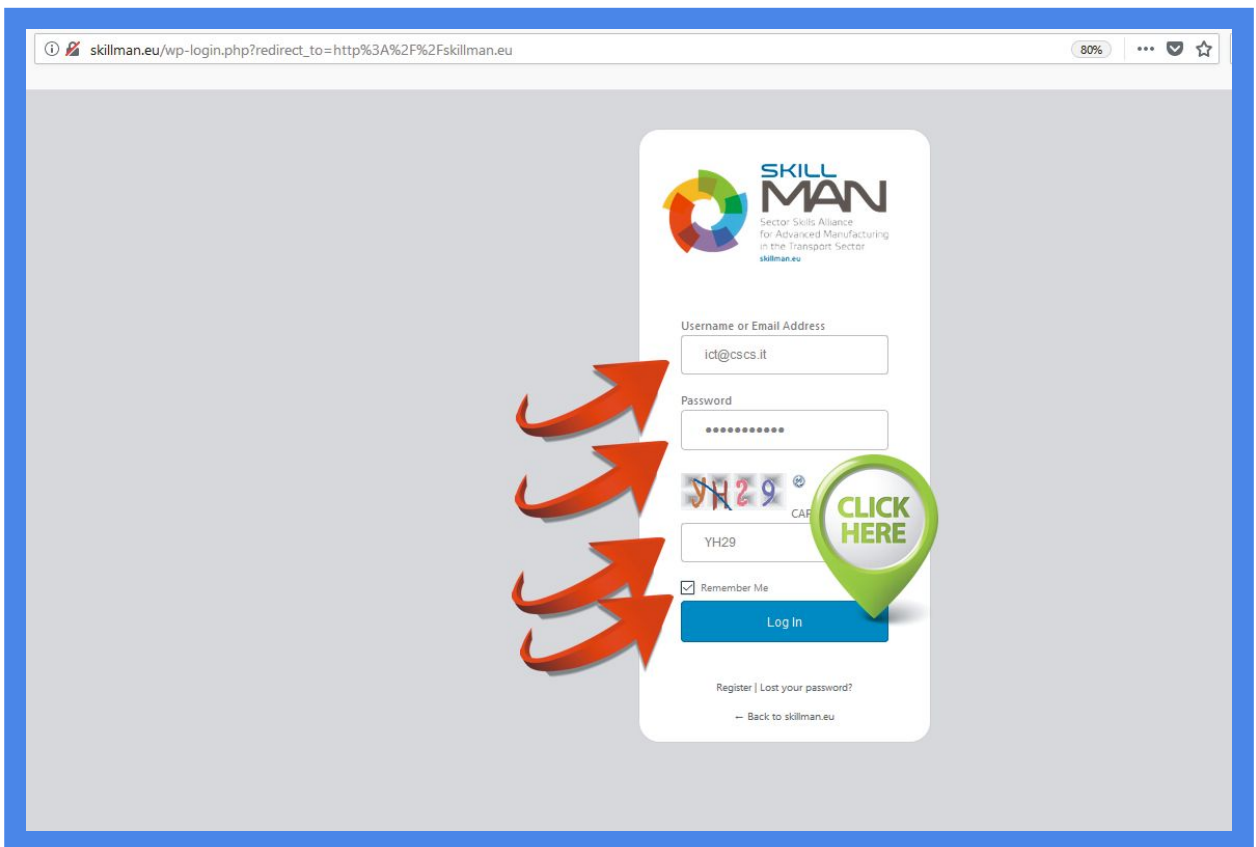 skillman.eu/wp-login.php?redirect_to=http%3A%2F%2Fskillman.eu
80%
SKILL
MAN
Sector Skills Alliance
for Advanced Manufacturing
in the Transport Sector
skillman.eu
Username or Email Address
ict@cscs.it
Password
YH29
YH29
CLICK
HERE
Remember Me
Log In
Register | Lost your password?
← Back to skillman.eu